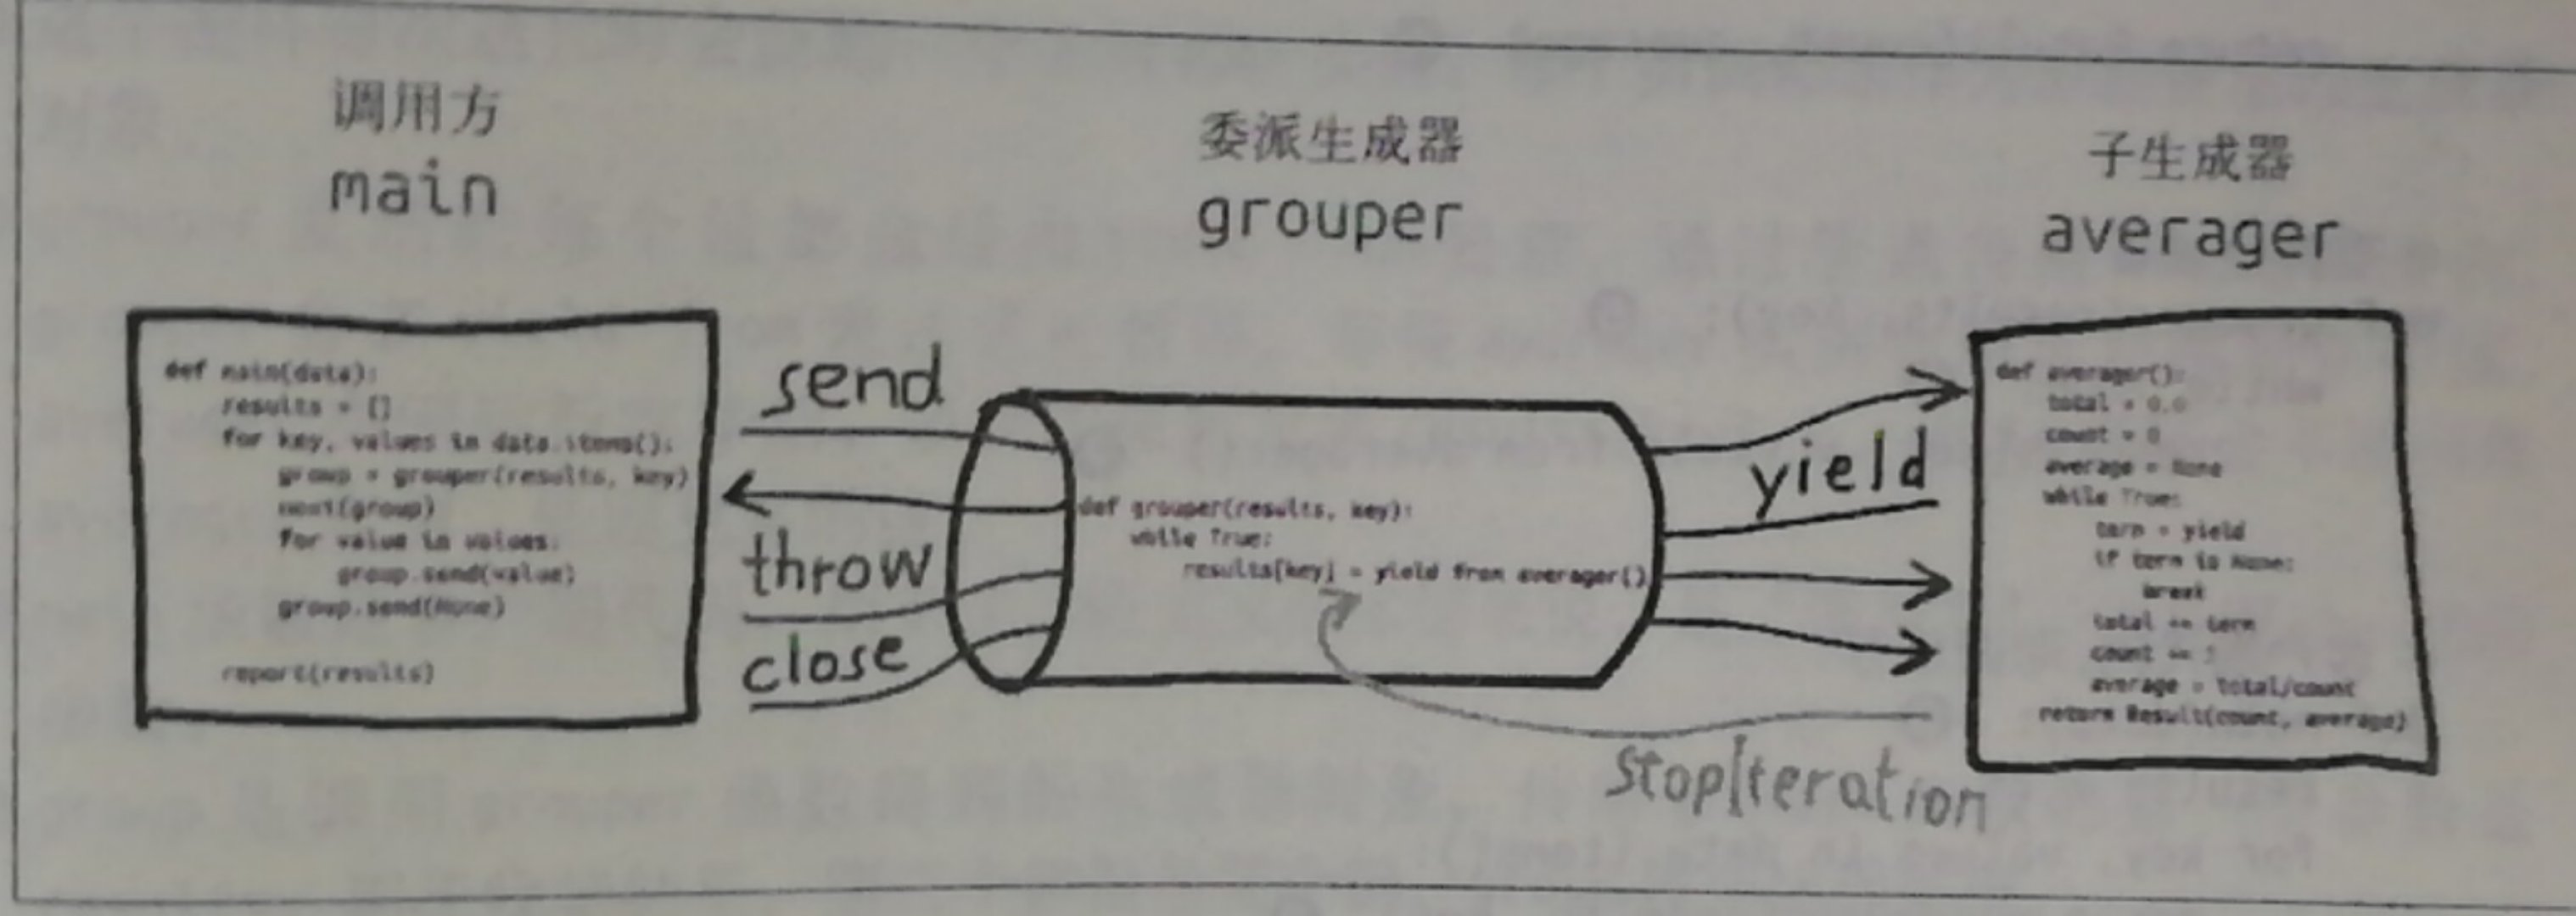 调用方
main
委派生成器
grouper
子生成器
averager
def main(data):
results = []
for key, values in data.items():
group = grouper(results, key)
next(group)
for value in values:
group.send(value)
group.send(None)
report(results)
send
throw
close
def grouper(results, key):
while True:
results[key] = yield from averager()
yield
StopIteration
def averager():
total = 0.0
count = 0
average = None
while True:
term = yield
if term is None:
break
total += term
count += 1
average = total/count
return Result(count, average)